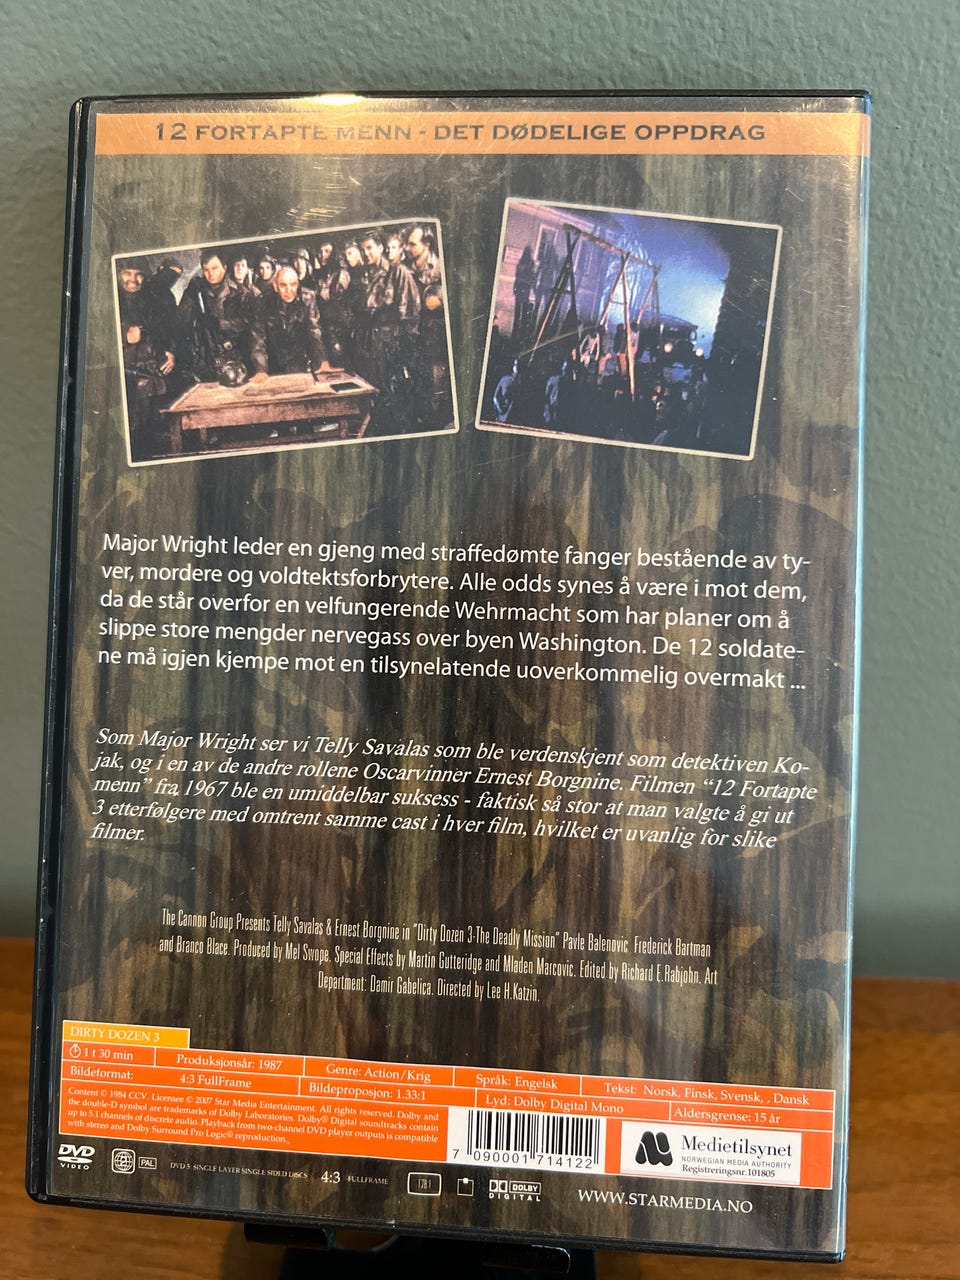 12 FORTAPTE MENN - DET DØDELIGE OPPDRAG
Major Wright leder en gjeng med straffedømte fanger bestående av ty-
ver, mordere og voldtektsforbrytere. Alle odds synes å være i mot dem,
da de står overfor en velfungerende Wehrmacht som har planer om å
slippe store mengder nervegass over byen Washington. De 12 soldate-
ne må igjen kjempe mot en tilsynelatende uoverkommelig overmakt ...
Som Major Wright ser vi Telly Savalas som ble verdenskjent som detektiven Ko-
jak, og i en av de andre rollene Oscarvinner Ernest Borgnine. Filmen “12 Fortapte
menn” fra 1967 ble en umiddelbar suksess - faktisk så stor at man valgte å gi ut
3 etterfølgere med omtrent samme cast i hver film, hvilket er uvanlig for slike
filmer.
The Cannon Group Presents Telly Savalas & Ernest Borgnine in "Dirty Dozen 3-The Deadly Mission" Pavle Balenovic, Frederick Bartman
and Branco Blace. Produced by Mel Swope. Special Effects by Martin Gutteridge and Mladen Marcovic. Edited by Richard E.Rabjohn. Art
Department: Damir Gabelica. Directed by Lee H.Katzin.
DIRTY DOZEN 3
1 t 30 min
Produksjonsår: 1987
Genre: Action/Krig
Språk: Engelsk
Tekst: Norsk, Finsk, Svensk, , Dansk
Bildeformat:
4:3 FullFrame
Bildeproposjon: 1.33:1
Lyd: Dolby Digital Mono
Aldersgrense: 15 år
Content © 1984 CCV. Licensee © 2007 Star Media Entertainment. All rights reserved. Dolby and
the double-D symbol are trademarks of Dolby Laboratories. Dolby® Digital soundtracks contain
up to 5.1 channels of discrete audio. Playback from two-channel DVD player outputs is compatible
with stereo and Dolby Surround Pro Logic® reproduction.,
7 090001 714122
Medietilsynet
NORWEGIAN MEDIA AUTHORITY
Registreringsnr.101805
DVD
VIDEO
PAL
DVD 5: SINGLE LAYER SINGLE SIDED DISCS
4:3 FULLFRAME
DOLBY
DIGITAL
WWW.STARMEDIA.NO